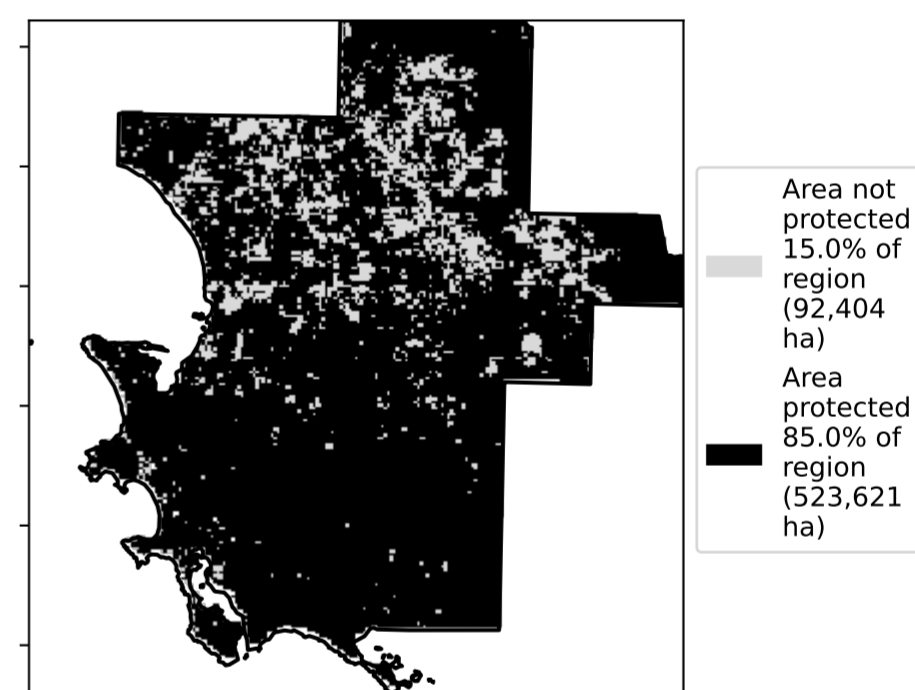 Area not
protected
15.0% of
region
(92,404
ha)
Area
protected
85.0% of
region
(523,621
ha)